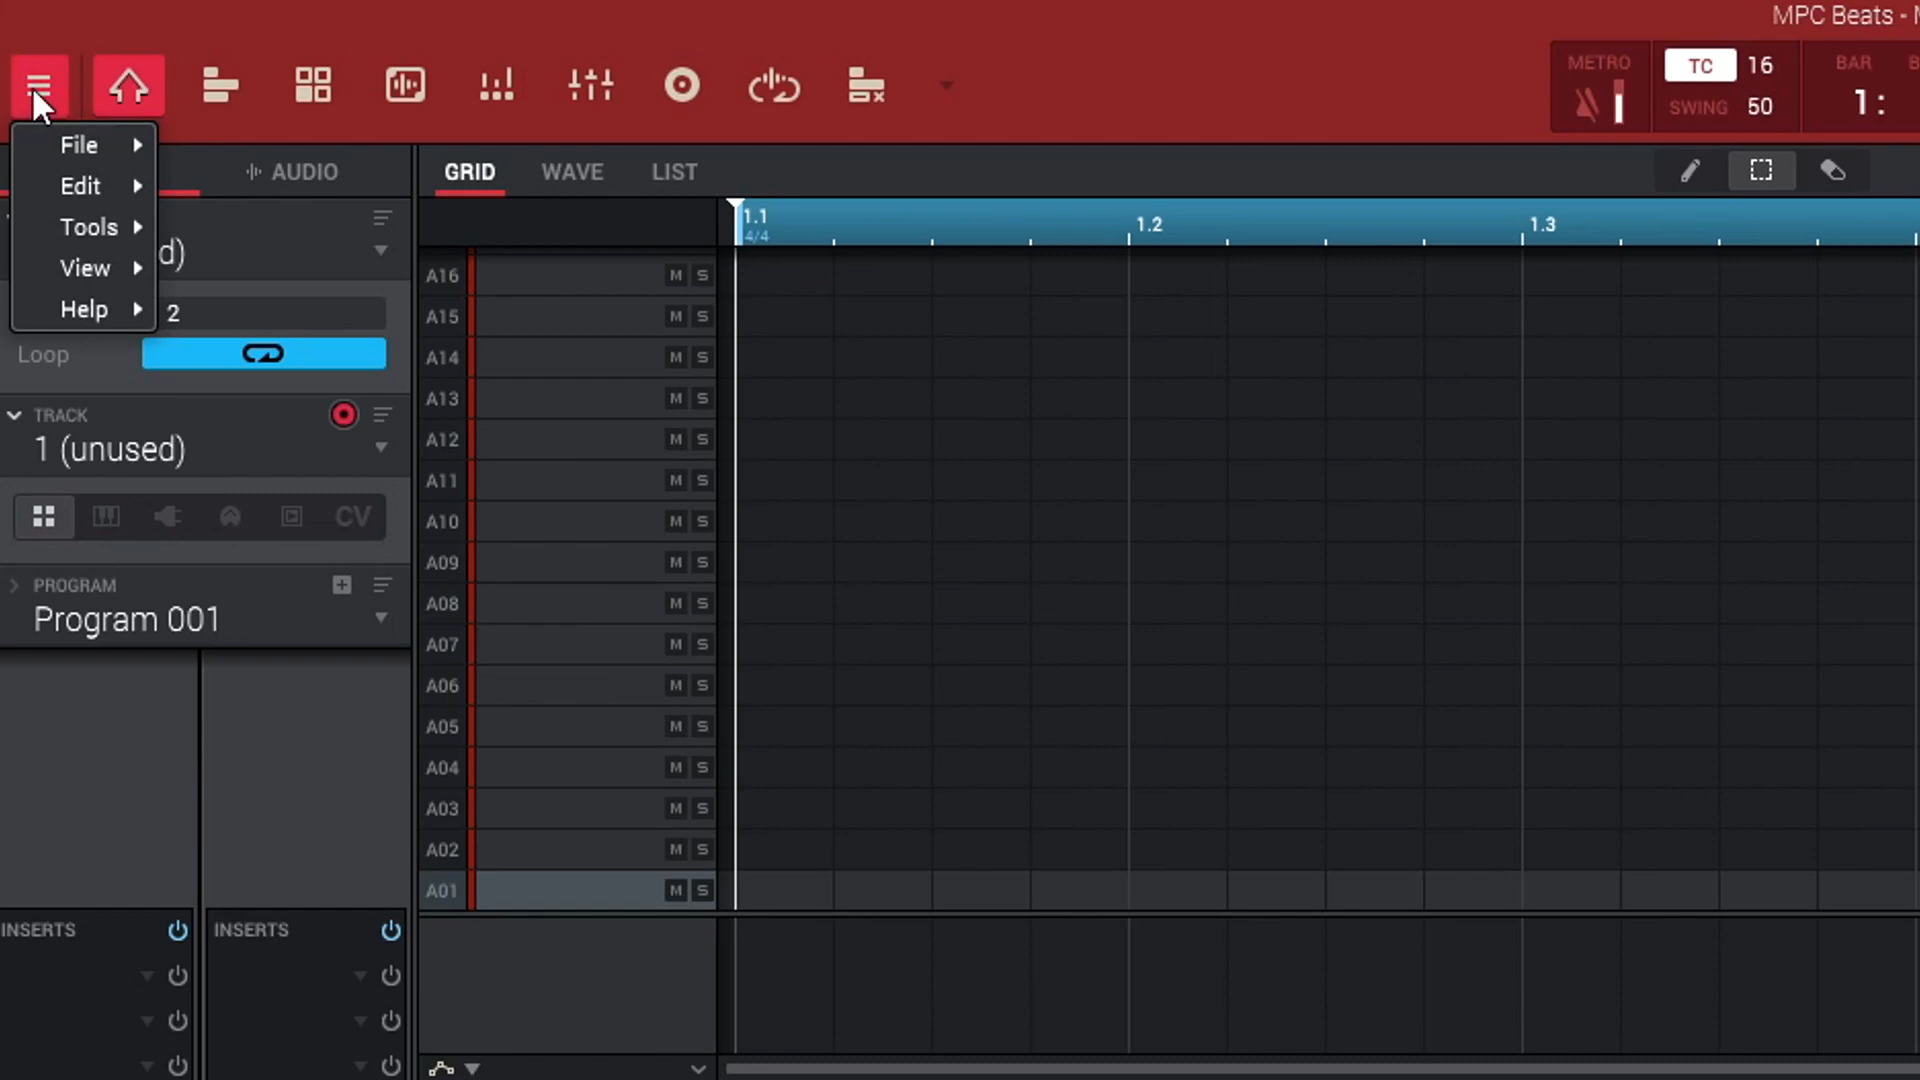 MPC Beats -
METRO
TC 16
SWING 50
BAR
1:
File
Edit
Tools
View
Help
AUDIO
d)
2
Loop
TRACK
1 (unused)
CV
PROGRAM
Program 001
INSERTS
INSERTS
GRID WAVE LIST
1.1
4/4
1.2
1.3
A16 M S
A15 M S
A14 M S
A13 M S
A12 M S
A11 M S
A10 M S
A09 M S
A08 M S
A07 M S
A06 M S
A05 M S
A04 M S
A03 M S
A02 M S
A01 M S